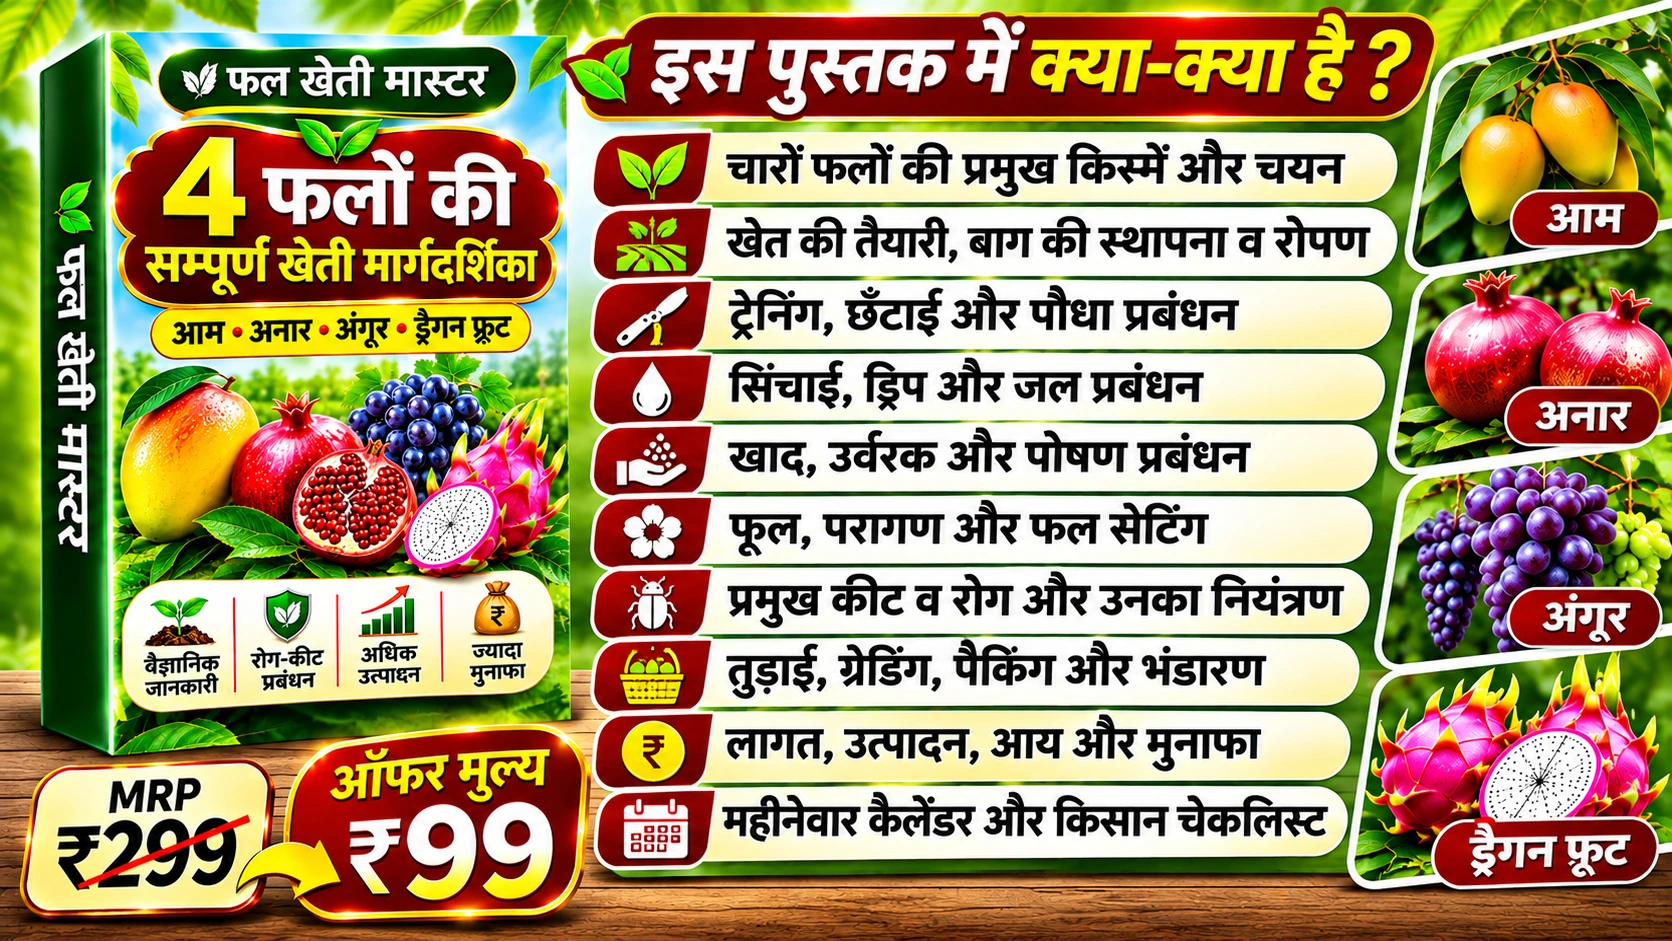 फल खेती मास्टर
4 फलों की
सम्पूर्ण खेती मार्गदर्शिका
आम • अनार • अंगूर • ड्रैगन फ्रूट
वैज्ञानिक
जानकारी
रोग-कीट
प्रबंधन
अधिक
उत्पादन
ज्यादा
मुनाफा
फल खेती मास्टर
MRP
₹299
ऑफर मुल्य
₹99
इस पुस्तक में क्या-क्या है ?
चारों फलों की प्रमुख किस्में और चयन
खेत की तैयारी, बाग की स्थापना व रोपण
ट्रेनिंग, छँटाई और पौधा प्रबंधन
सिंचाई, ड्रिप और जल प्रबंधन
खाद, उर्वरक और पोषण प्रबंधन
फूल, परागण और फल सेटिंग
प्रमुख कीट व रोग और उनका नियंत्रण
तुड़ाई, ग्रेडिंग, पैकिंग और भंडारण
लागत, उत्पादन, आय और मुनाफा
महीनेवार कैलेंडर और किसान चेकलिस्ट
आम
अनार
अंगूर
ड्रैगन फ्रूट